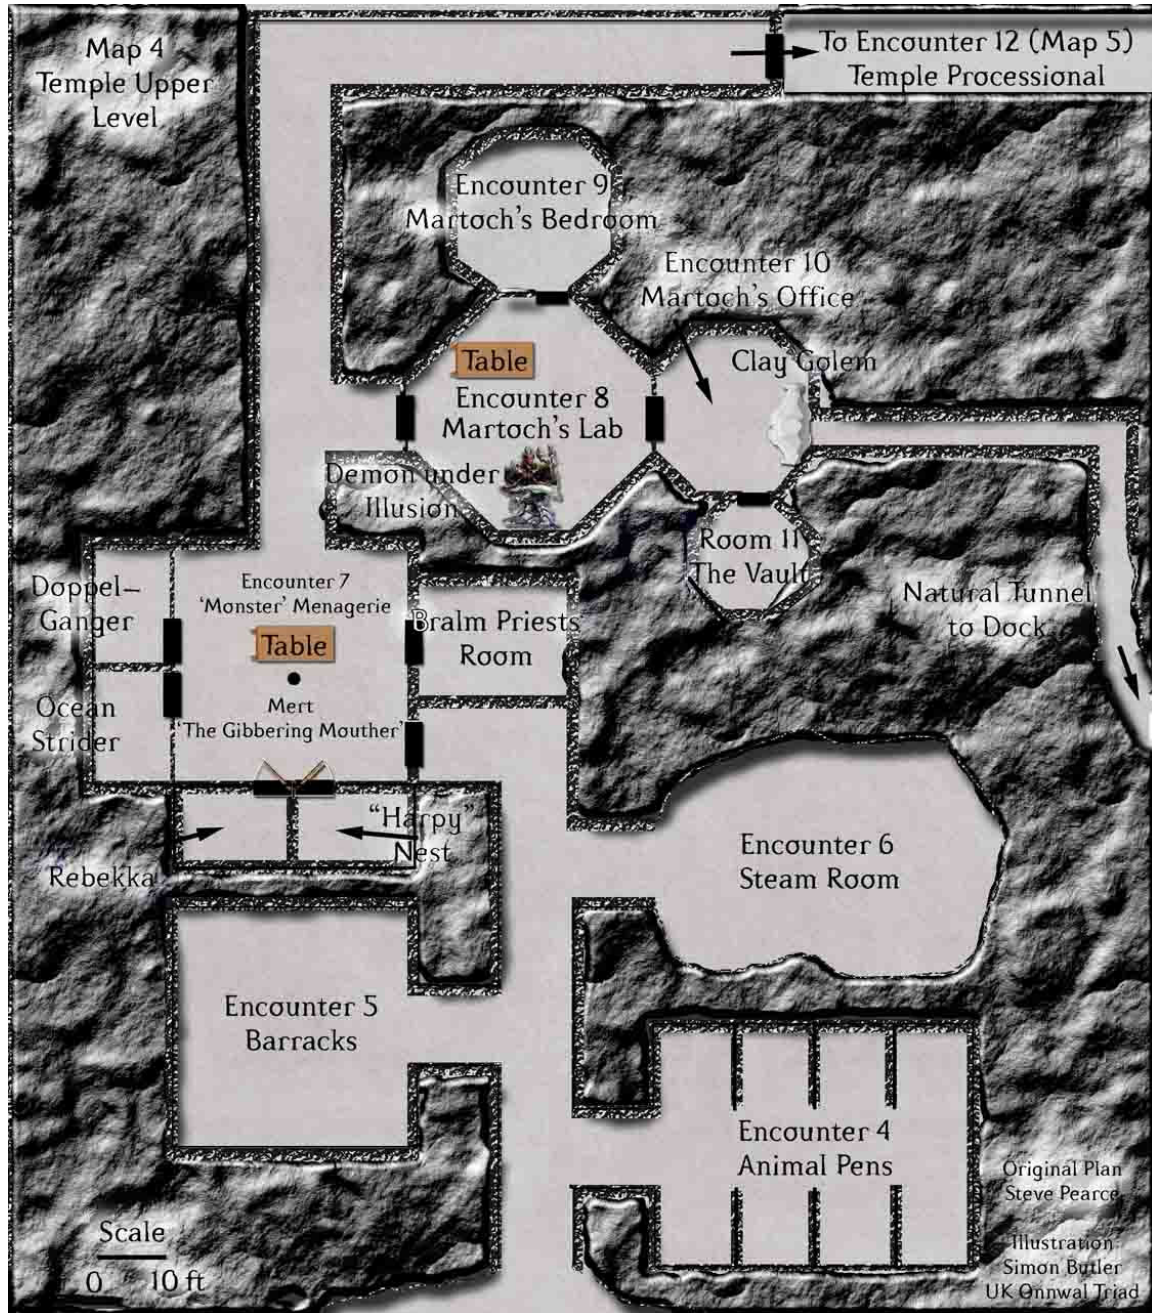 Map 4
Temple Upper
Level
To Encounter 12 (Map 5)
Temple Processional
Encounter 9
Martoch's Bedroom
Encounter 10
Martoch's Office
Clay Golem
Table
Encounter 8
Martoch's Lab
Demon under
Illusion
Room 11
The Vault
Natural Tunnel
to Dock
Doppel-
Ganger
Encounter 7
'Monster' Menagerie
Table
Bralm Priests
Room
Ocean
Strider
Mert
'The Gibbering Mouther'
"Harpy"
Nest
Rebekka
Encounter 6
Steam Room
Encounter 5
Barracks
Encounter 4
Animal Pens
Original Plan
Steve Pearce
Illustration
Simon Butler
UK Onnwal Triad
Scale
0 10 ft